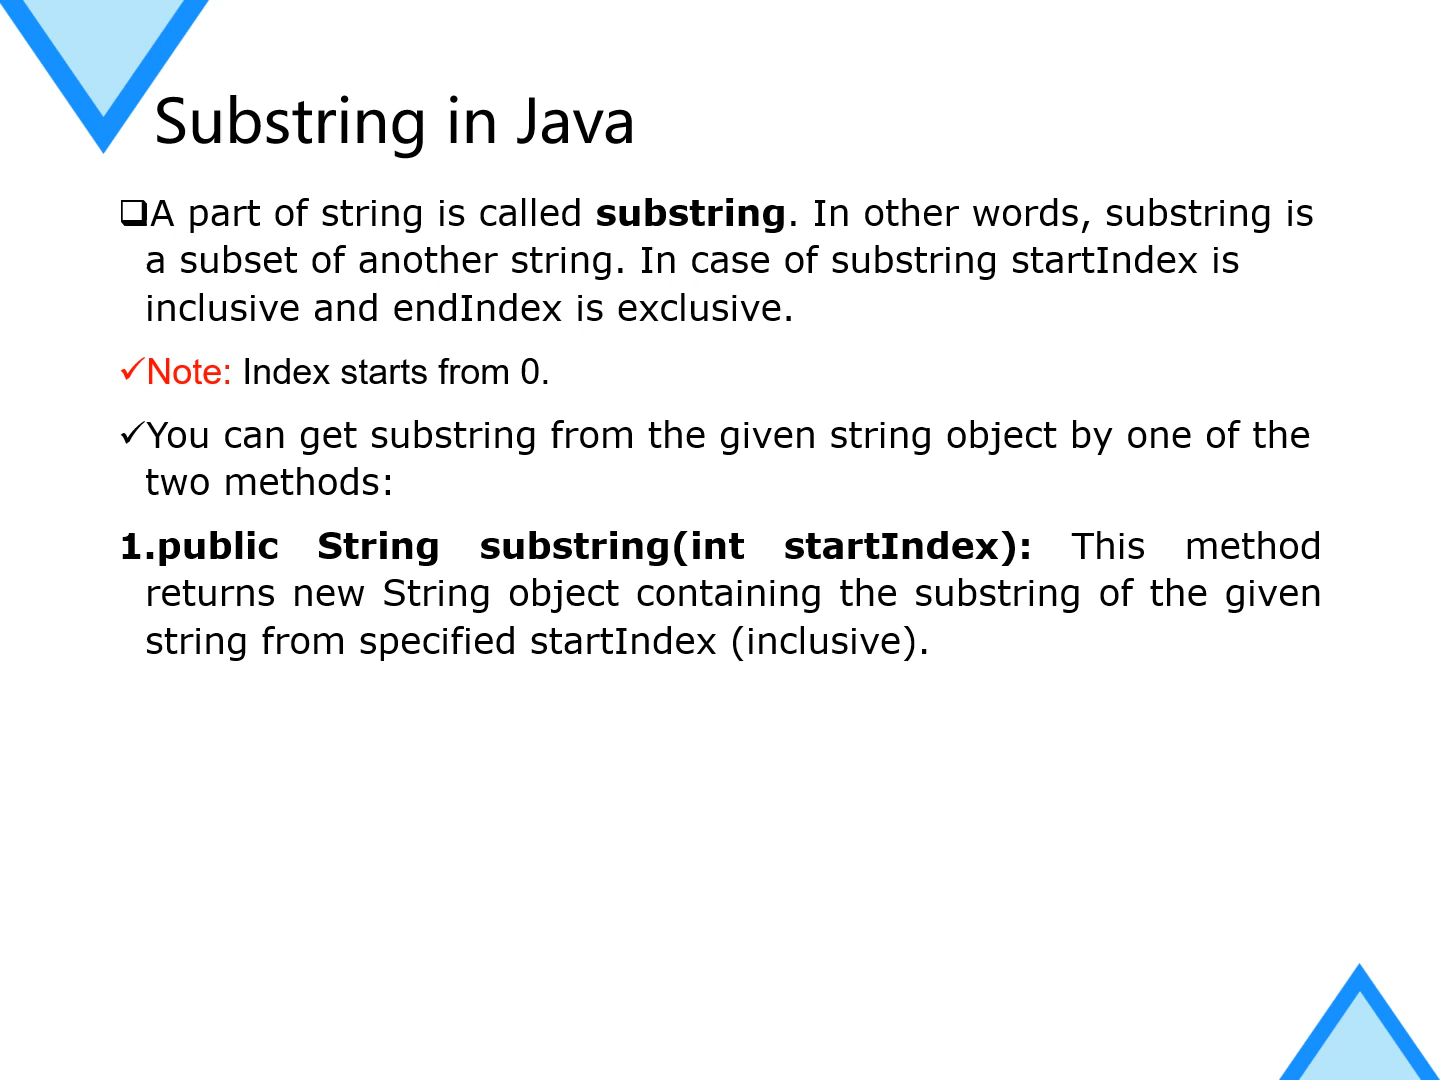 Substring in Java
❑A part of string is called substring. In other words, substring is
a subset of another string. In case of substring startIndex is
inclusive and endIndex is exclusive.
✓Note: Index starts from 0.
✓You can get substring from the given string object by one of the
two methods:
1.public String substring(int startIndex): This method
returns new String object containing the substring of the given
string from specified startIndex (inclusive).